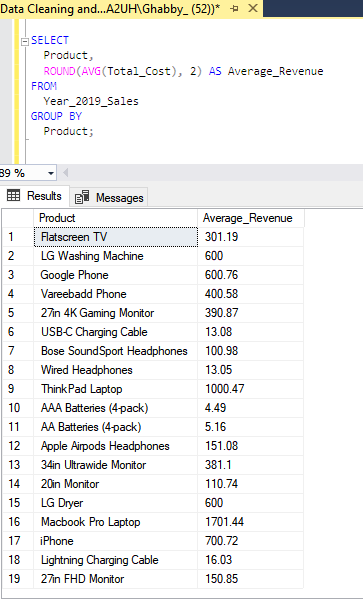 Data Cleaning and...A2UH\Ghabby_ (52))*
SELECT
Product,
ROUND(AVG(Total_Cost), 2) AS Average_Revenue
FROM
Year_2019_Sales
GROUP BY
Product;
89 %
Results Messages
Product Average_Revenue
1 Flatscreen TV 301.19
2 LG Washing Machine 600
3 Google Phone 600.76
4 Vareebadd Phone 400.58
5 27in 4K Gaming Monitor 390.87
6 USB-C Charging Cable 13.08
7 Bose SoundSport Headphones 100.98
8 Wired Headphones 13.05
9 ThinkPad Laptop 1000.47
10 AAA Batteries (4-pack) 4.49
11 AA Batteries (4-pack) 5.16
12 Apple Airpods Headphones 151.08
13 34in Ultrawide Monitor 381.1
14 20in Monitor 110.74
15 LG Dryer 600
16 Macbook Pro Laptop 1701.44
17 iPhone 700.72
18 Lightning Charging Cable 16.03
19 27in FHD Monitor 150.85